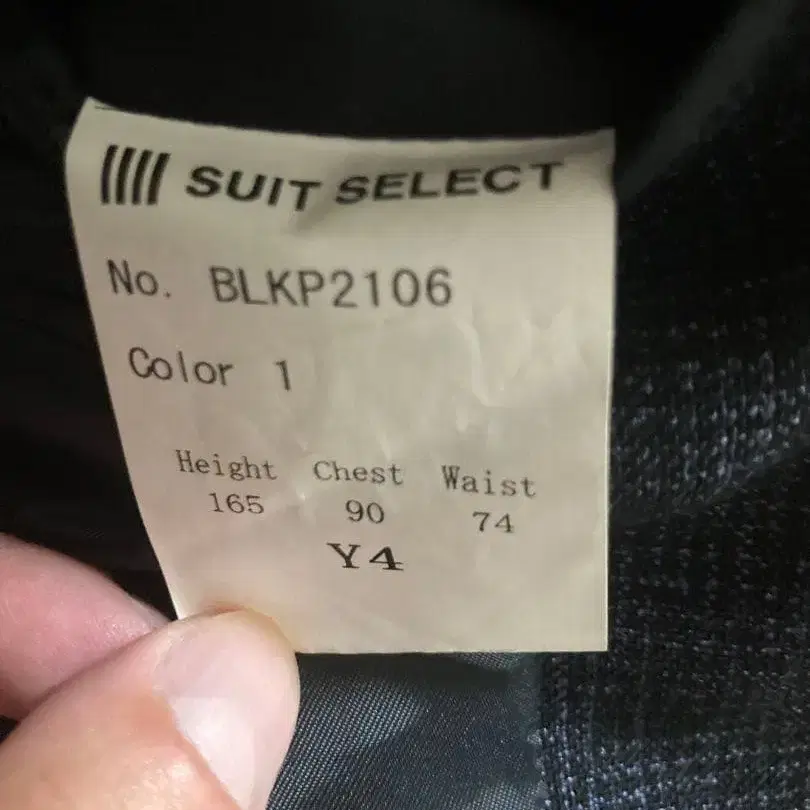 SUIT SELECT
No. BLKP2106
Color 1
Height Chest Waist
165 90 74
Y4